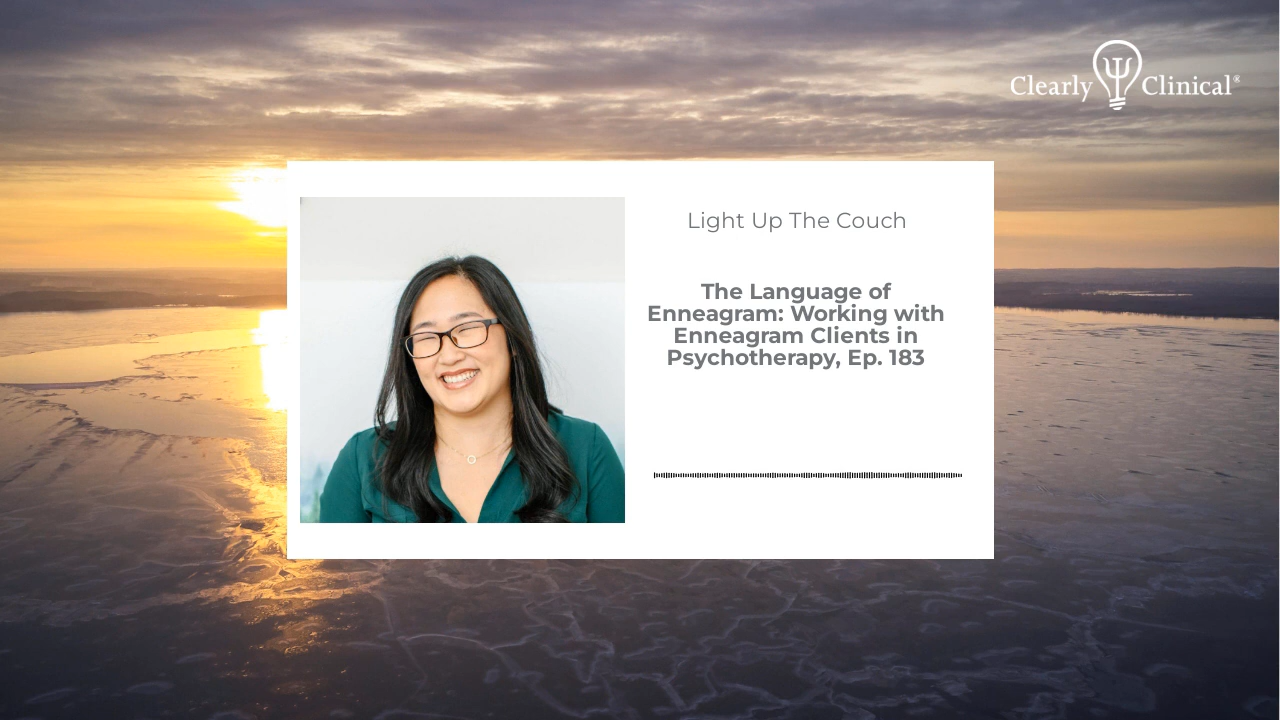 Clearly Clinical®
Light Up The Couch
The Language of
Enneagram: Working with
Enneagram Clients in
Psychotherapy, Ep. 183